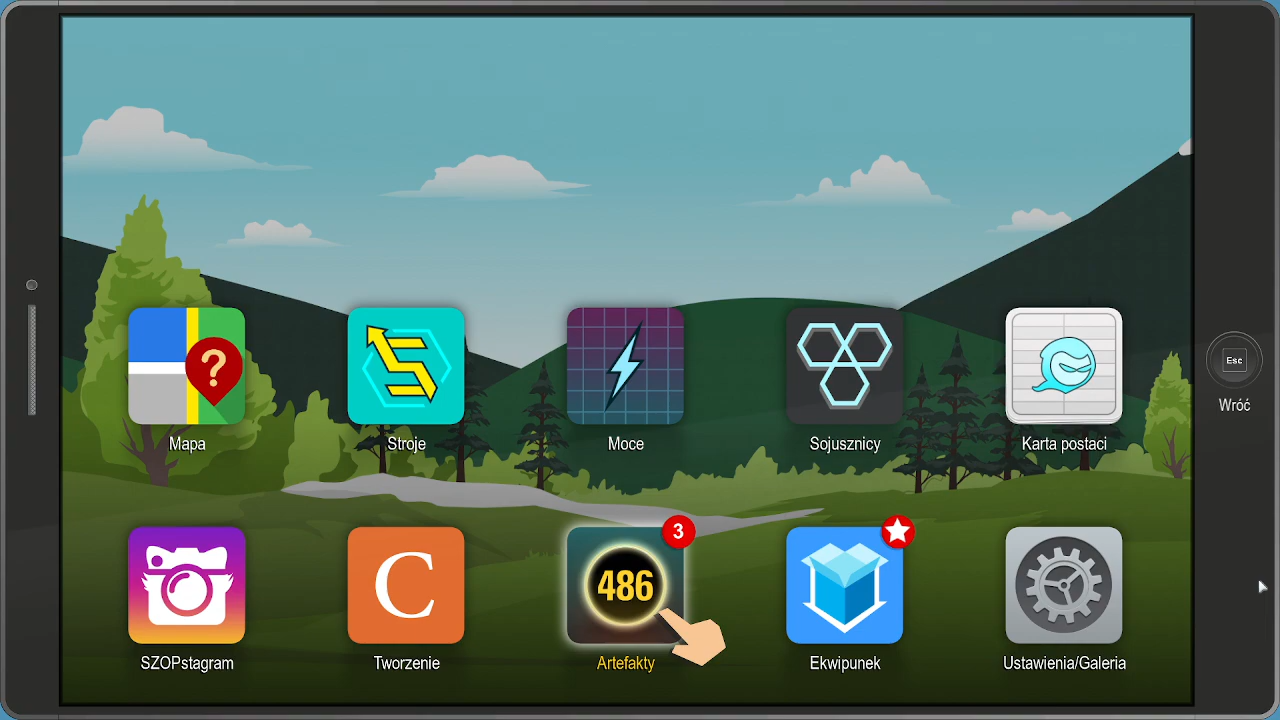 ?
Mapa
Stroje
Moce
Sojusznicy
Karta postaci
Esc
Wróć
3
C
486
SZOPstagram
Tworzenie
Artefakty
Ekwipunek
Ustawienia/Galeria